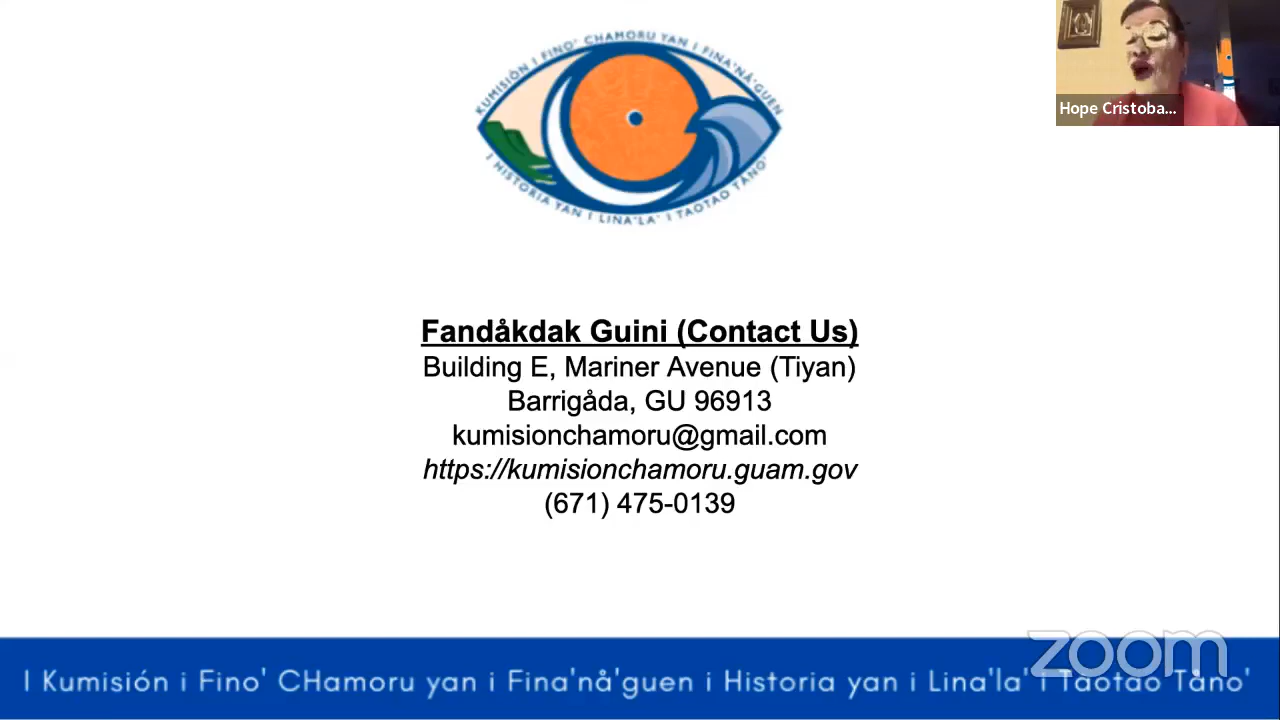 KUMISIÓN I FINO' CHAMORU YAN I FINA'NÅ'GUEN
I HISTORIA YAN I LINA'LA' I TAOTAO TÅNO'
Hope Cristoba...
Fandåkdak Guini (Contact Us)
Building E, Mariner Avenue (Tiyan)
Barrigåda, GU 96913
kumisionchamoru@gmail.com
https://kumisionchamoru.guam.gov
(671) 475-0139
zoom
I Kumisión i Fino' CHamoru yan i Fina'nå'guen i Historia yan i Lina'la' i Taotao Tåno'